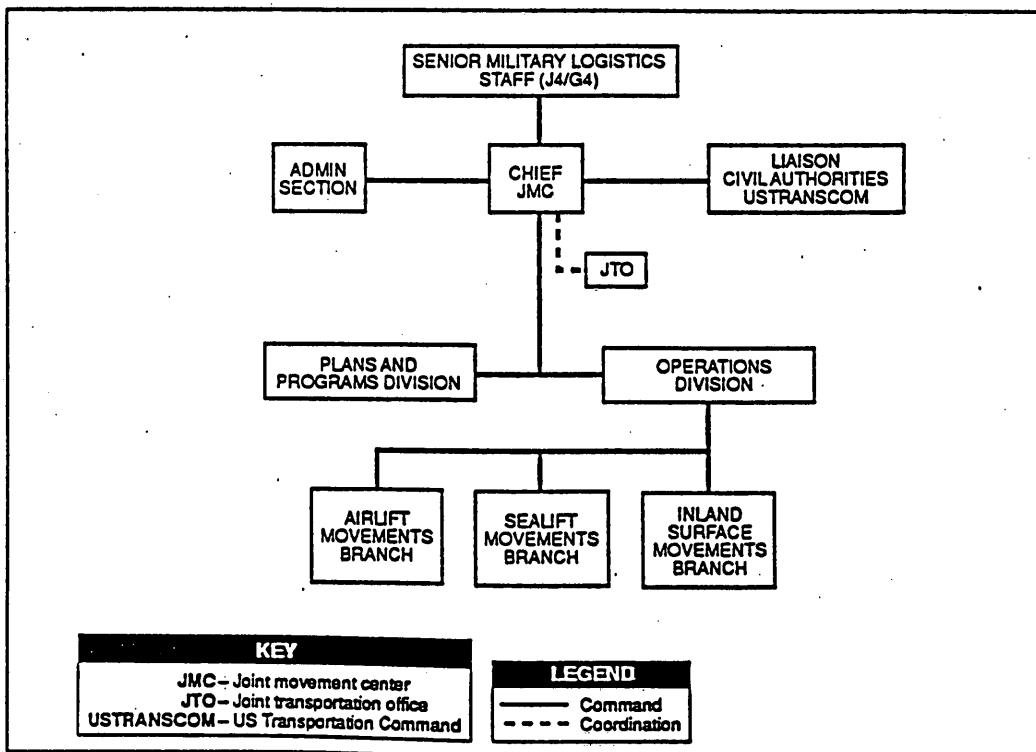 SENIOR MILITARY LOGISTICS
STAFF (J4/G4)
ADMIN
SECTION
CHIEF
JMC
LIAISON
CIVIL AUTHORITIES
USTRANSCOM
JTO
PLANS AND
PROGRAMS DIVISION
OPERATIONS
DIVISION
AIRLIFT
MOVEMENTS
BRANCH
SEALIFT
MOVEMENTS
BRANCH
INLAND
SURFACE
MOVEMENTS
BRANCH
KEY
JMC – Joint movement center
JTO – Joint transportation office
USTRANSCOM – US Transportation Command
LEGEND
Command
Coordination